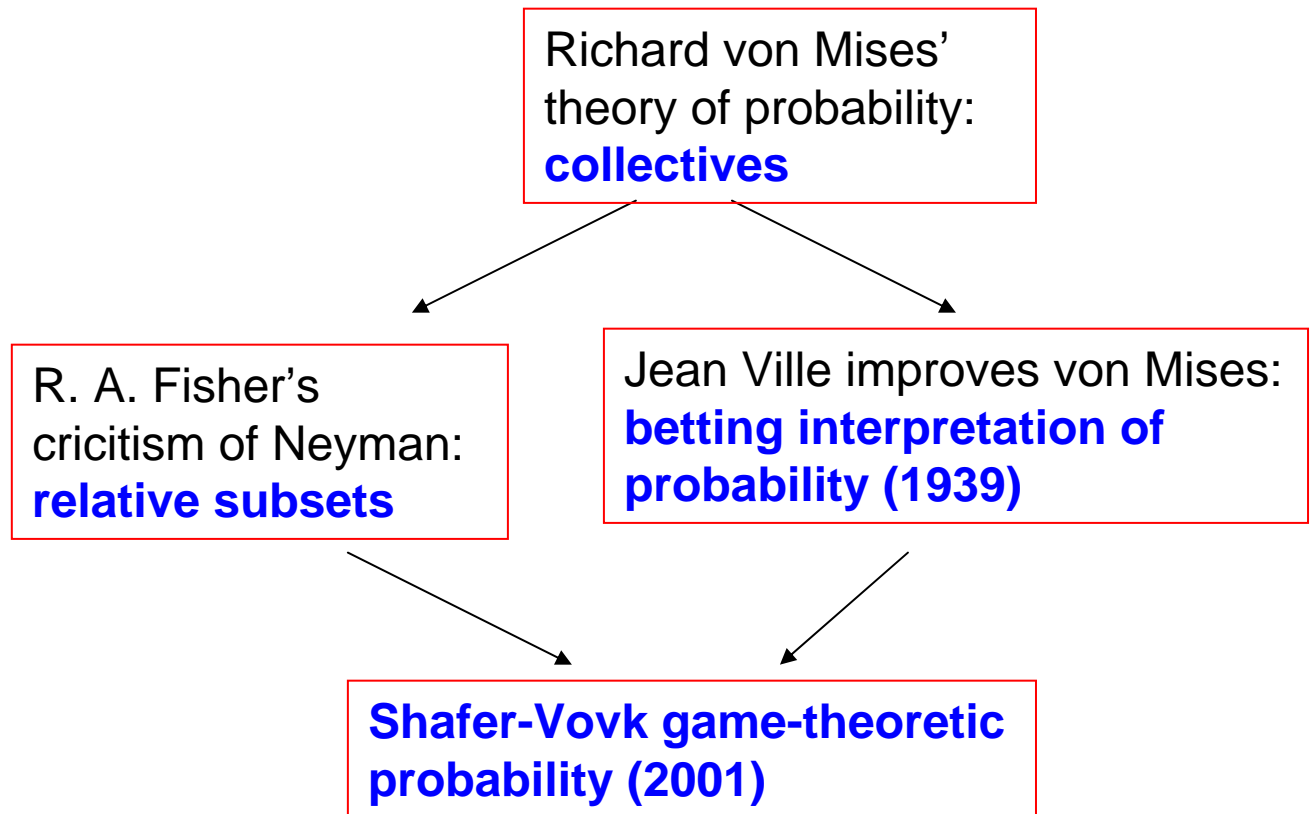 Richard von Mises’
theory of probability:
collectives
R. A. Fisher’s
cricitism of Neyman:
relative subsets
Jean Ville improves von Mises:
betting interpretation of
probability (1939)
Shafer-Vovk game-theoretic
probability (2001)